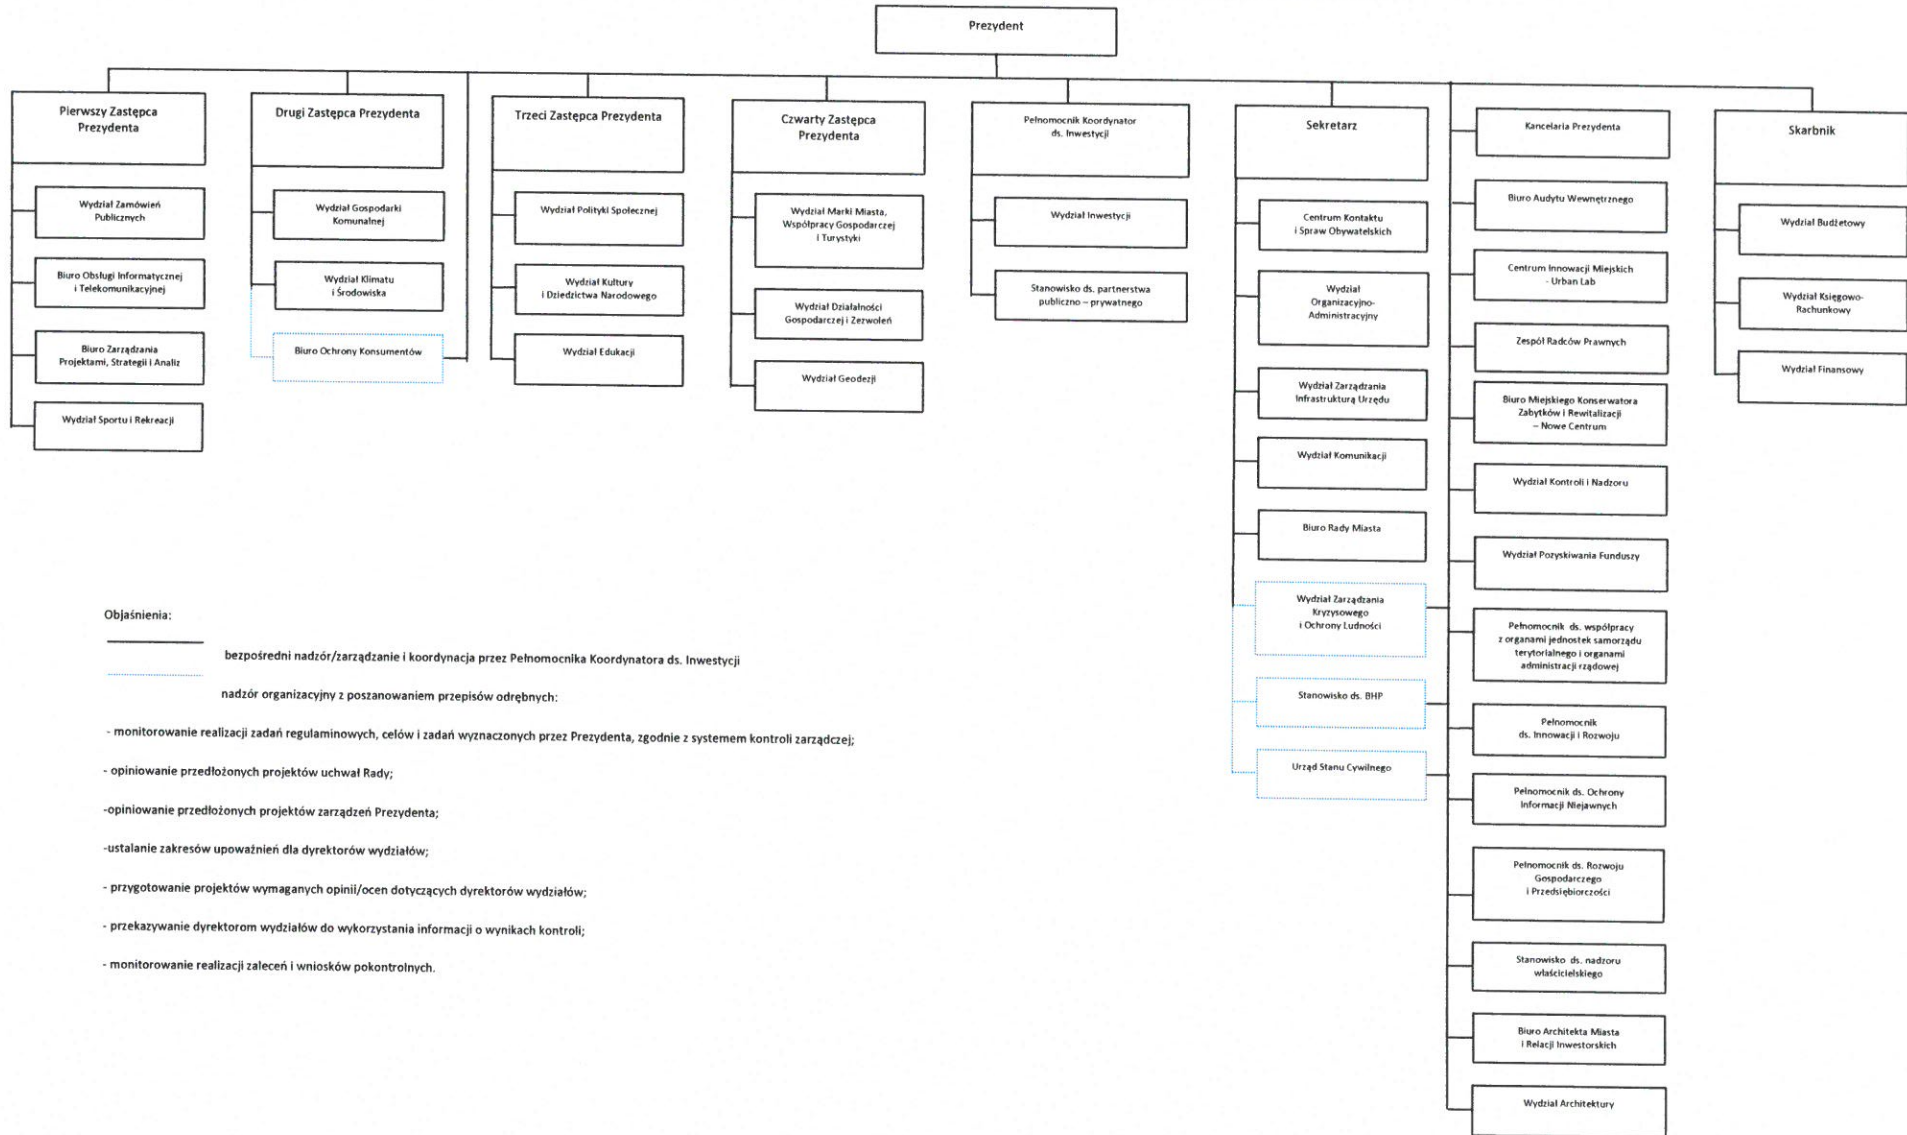 Prezydent
Pierwszy Zastępca
Prezydenta
Wydział Zamówień
Publicznych
Biuro Obsługi Informatycznej
i Telekomunikacyjnej
Biuro Zarządzania
Projektami, Strategii i Analiz
Wydział Sportu i Rekreacji
Drugi Zastępca Prezydenta
Wydział Gospodarki
Komunalnej
Wydział Klimatu
i Środowiska
Biuro Ochrony Konsumentów
Trzeci Zastępca Prezydenta
Wydział Polityki Społecznej
Wydział Kultury
i Dziedzictwa Narodowego
Wydział Edukacji
Czwarty Zastępca
Prezydenta
Wydział Marki Miasta,
Współpracy Gospodarczej
i Turystyki
Wydział Działalności
Gospodarczej i Zezwoleń
Wydział Geodezji
Pełnomocnik Koordynator
ds. Inwestycji
Wydział Inwestycji
Stanowisko ds. partnerstwa
publiczno – prywatnego
Sekretarz
Centrum Kontaktu
i Spraw Obywatelskich
Wydział
Organizacyjno-
Administracyjny
Wydział Zarządzania
Infrastrukturą Urzędu
Wydział Komunikacji
Biuro Rady Miasta
Wydział Zarządzania
Kryzysowego
i Ochrony Ludności
Stanowisko ds. BHP
Urząd Stanu Cywilnego
Kancelaria Prezydenta
Biuro Audytu Wewnętrznego
Centrum Innowacji Miejskich
- Urban Lab
Zespół Radców Prawnych
Biuro Miejskiego Konserwatora
Zabytków i Rewitalizacji
– Nowe Centrum
Wydział Kontroli i Nadzoru
Wydział Pozyskiwania Funduszy
Pełnomocnik ds. współpracy
z organami jednostek samorządu
terytorialnego i organami
administracji rządowej
Pełnomocnik
ds. Innowacji i Rozwoju
Pełnomocnik ds. Ochrony
Informacji Niejawnych
Pełnomocnik ds. Rozwoju
Gospodarczego
i Przedsiębiorczości
Stanowisko ds. nadzoru
właścicielskiego
Biuro Architekta Miasta
i Relacji Inwestorskich
Wydział Architektury
Skarbnik
Wydział Budżetowy
Wydział Księgowo-
Rachunkowy
Wydział Finansowy
Objaśnienia:
bezpośredni nadzór/zarządzanie i koordynacja przez Pełnomocnika Koordynatora ds. Inwestycji
nadzór organizacyjny z poszanowaniem przepisów odrębnych:
- monitorowanie realizacji zadań regulaminowych, celów i zadań wyznaczonych przez Prezydenta, zgodnie z systemem kontroli zarządczej;
- opiniowanie przedłożonych projektów uchwał Rady;
-opiniowanie przedłożonych projektów zarządzeń Prezydenta;
-ustalanie zakresów upoważnień dla dyrektorów wydziałów;
- przygotowanie projektów wymaganych opinii/ocen dotyczących dyrektorów wydziałów;
- przekazywanie dyrektorom wydziałów do wykorzystania informacji o wynikach kontroli;
- monitorowanie realizacji zaleceń i wniosków pokontrolnych.